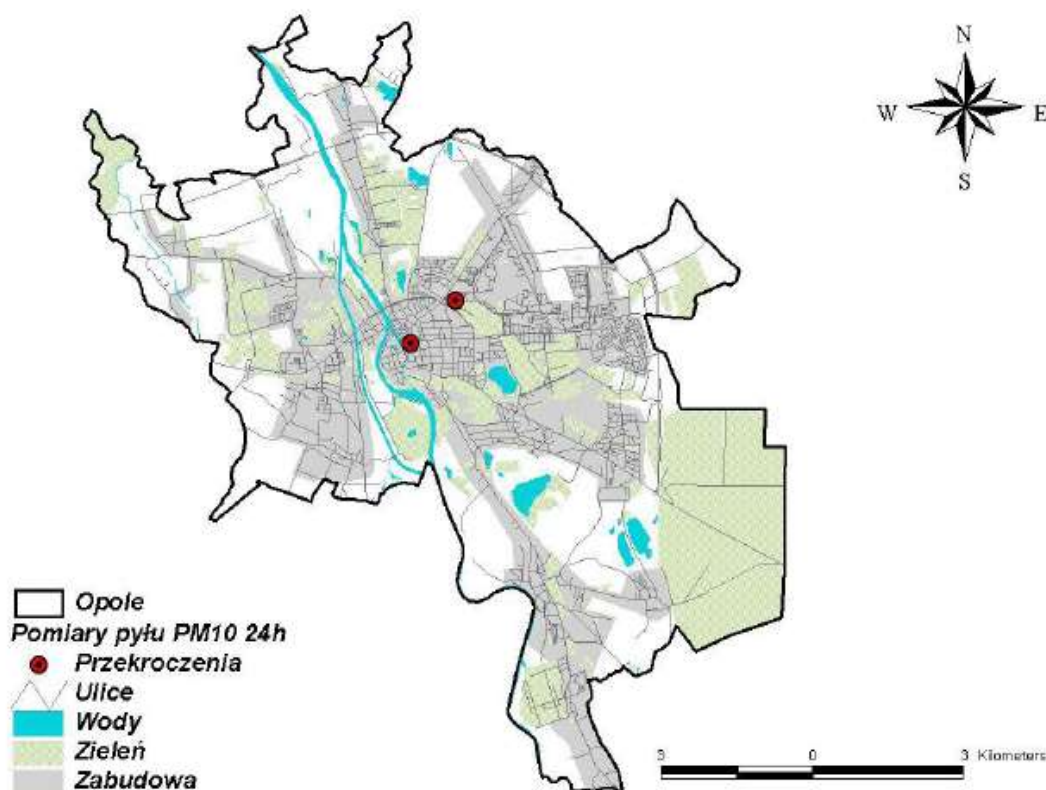 N
W E
S
Opole
Pomiary pyłu PM10 24h
Przekroczenia
Ulice
Wody
Zieleń
Zabudowa
3 0 3 Kilometers